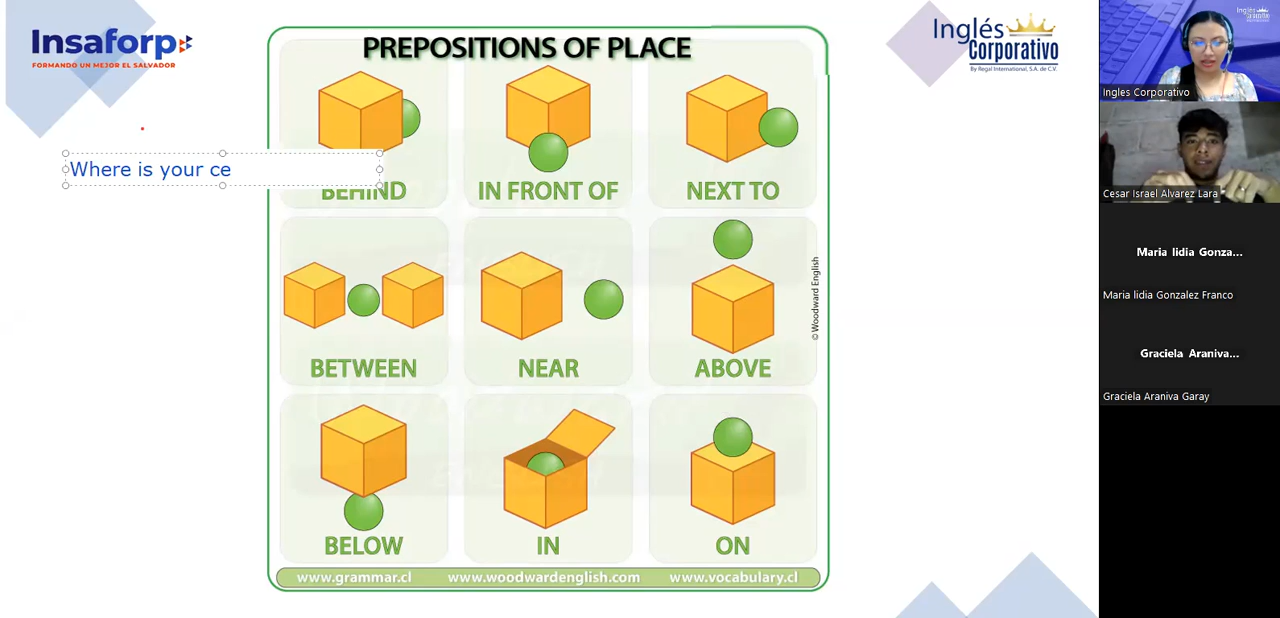 Insaforp
FORMANDO UN MEJOR EL SALVADOR
PREPOSITIONS OF PLACE
Inglés
Corporativo
By Regal International, S.A. de C.V.
Where is your ce
BEHIND
IN FRONT OF
NEXT TO
BETWEEN
NEAR
ABOVE
© Woodward English
BELOW
IN
ON
www.grammar.cl
www.woodwardenglish.com
www.vocabulary.cl
Ingles Corporativo
Cesar Israel Alvarez Lara
Maria lidia Gonza...
Maria lidia Gonzalez Franco
Graciela Araniva...
Graciela Araniva Garay